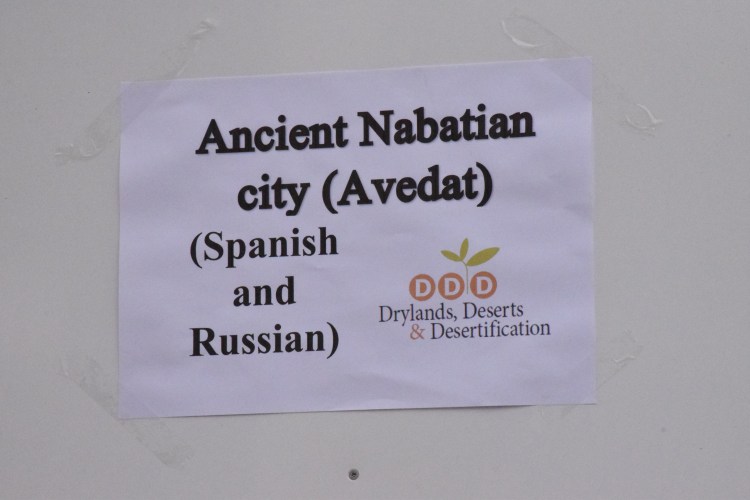 Ancient Nabatian
city (Avedat)
(Spanish
and
Russian)
DDD
Drylands, Deserts
& Desertification